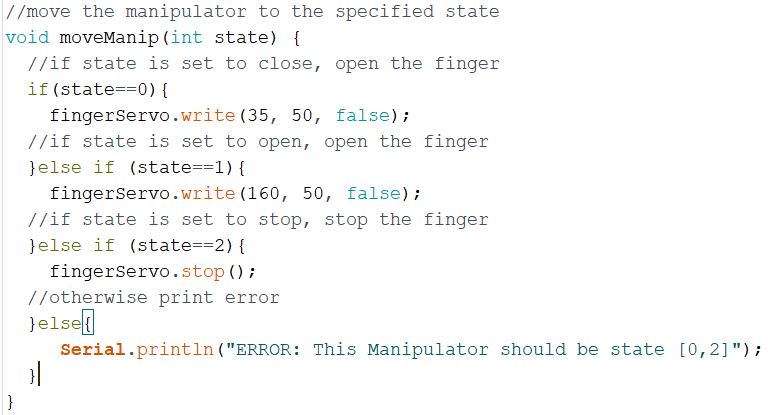 //move the manipulator to the specified state
void moveManip(int state) {
  //if state is set to close, open the finger
  if(state==0){
    fingerServo.write(35, 50, false);
  //if state is set to open, open the finger
  }else if (state==1){
    fingerServo.write(160, 50, false);
  //if state is set to stop, stop the finger
  }else if (state==2){
    fingerServo.stop();
  //otherwise print error
  }else{
     Serial.println("ERROR: This Manipulator should be state [0,2]");
  }
}